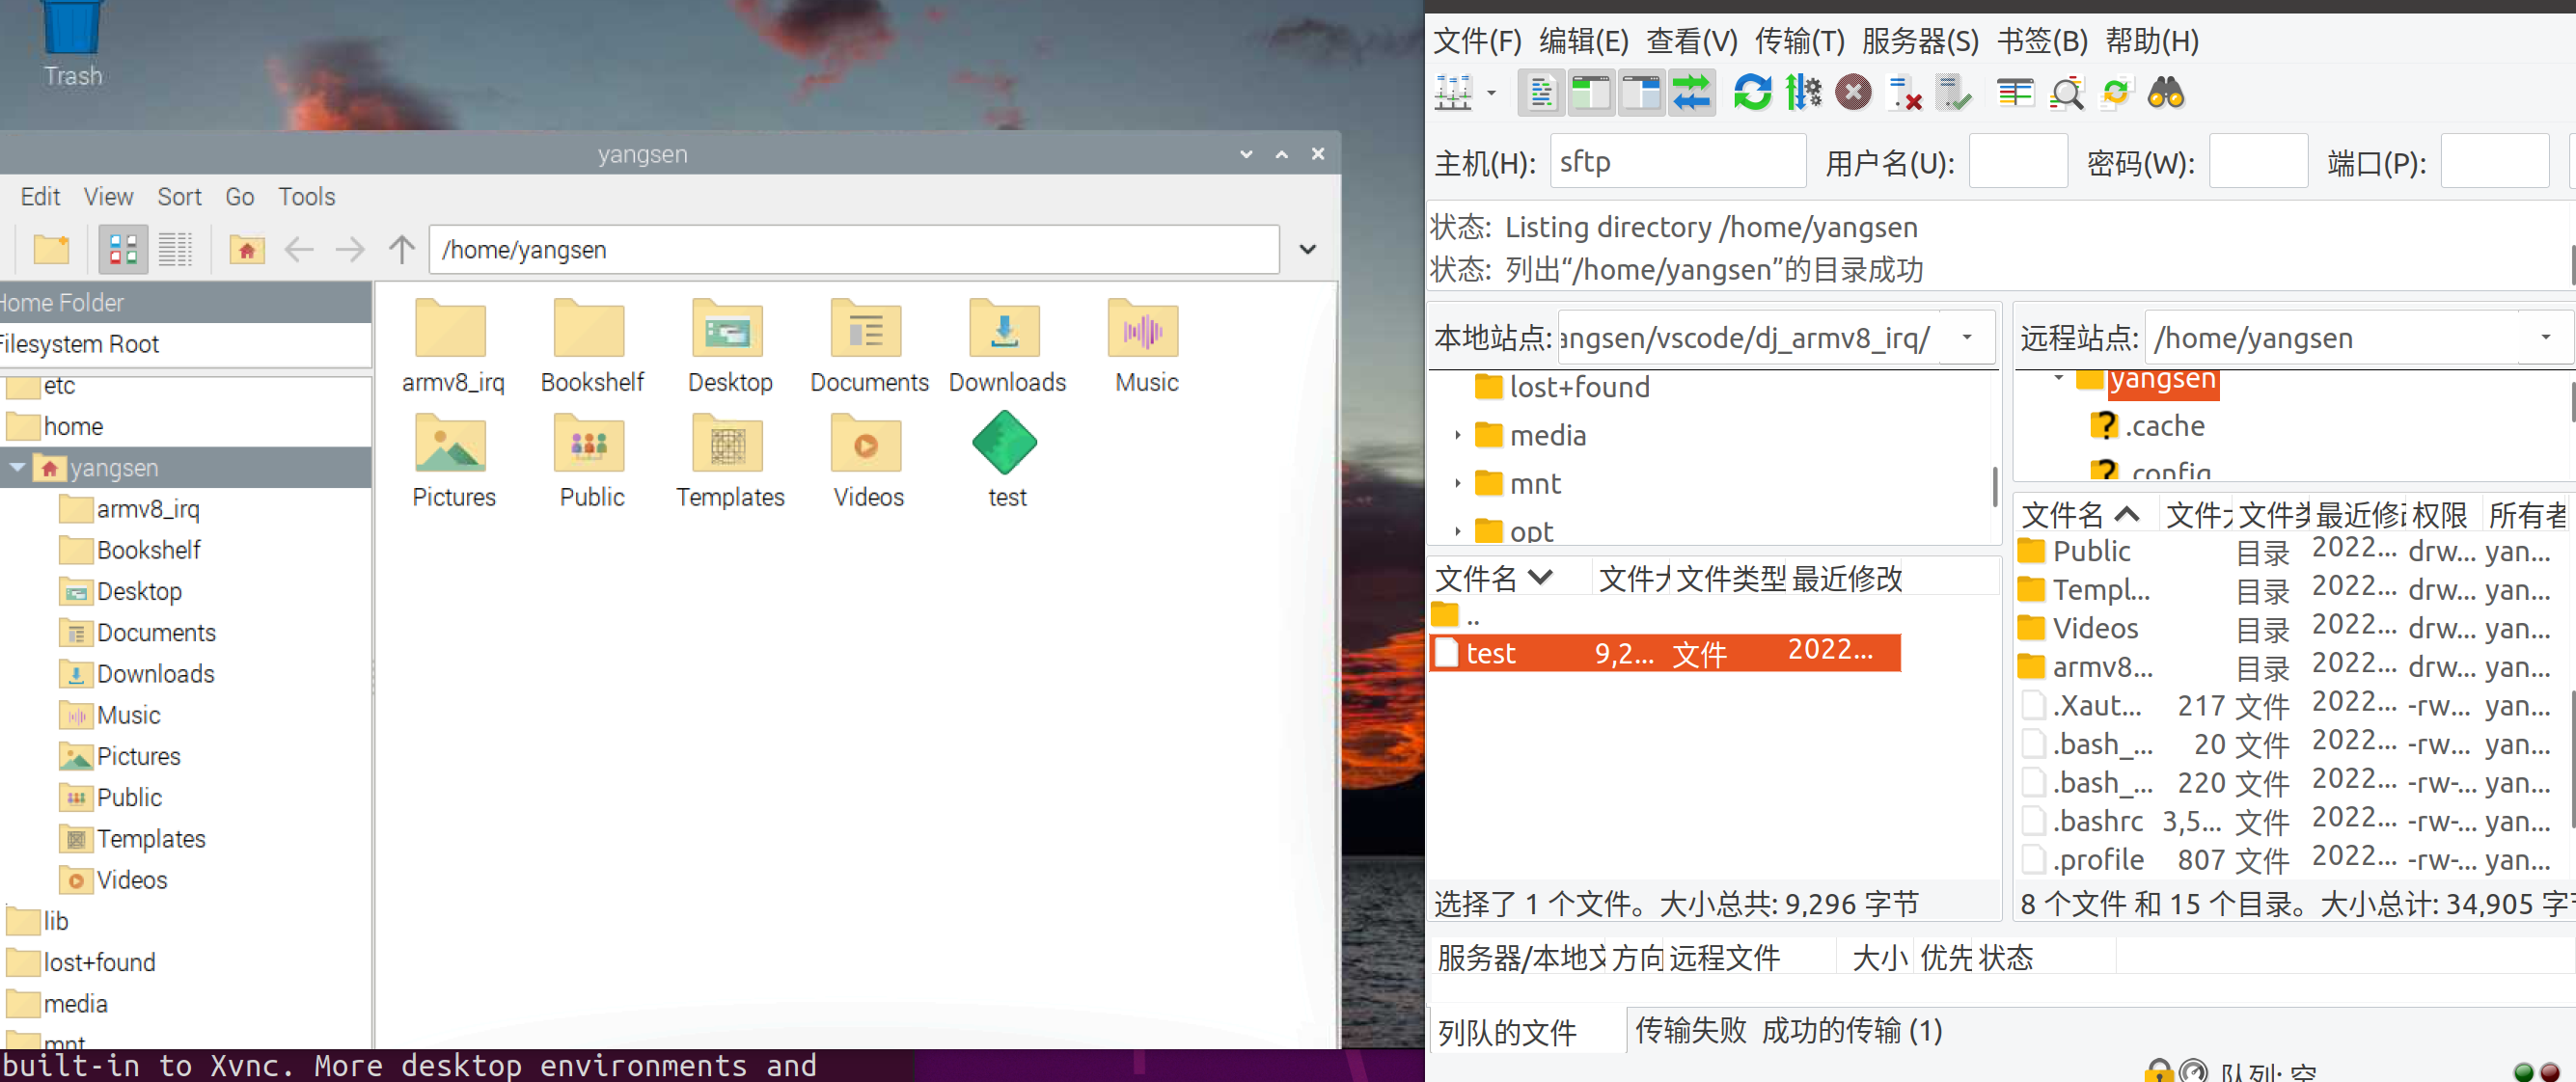 Trash
yangsen
Edit View Sort Go Tools
/home/yangsen
Home Folder
Filesystem Root
etc
home
yangsen
armv8_irq
Bookshelf
Desktop
Documents
Downloads
Music
Pictures
Public
Templates
Videos
lib
lost+found
media
mnt
armv8_irq Bookshelf Desktop Documents Downloads Music
Pictures Public Templates Videos test
built-in to Xvnc. More desktop environments and
文件(F) 编辑(E) 查看(V) 传输(T) 服务器(S) 书签(B) 帮助(H)
主机(H): sftp 用户名(U): 密码(W): 端口(P):
状态: Listing directory /home/yangsen
状态: 列出“/home/yangsen”的目录成功
本地站点: angsen/vscode/dj_armv8_irq/
lost+found
media
mnt
opt
文件名 文件大 文件类型 最近修改
..
test 9,2... 文件 2022...
选择了 1 个文件。大小总共: 9,296 字节
远程站点: /home/yangsen
yangsen
.cache
.config
文件名 文件大 文件类 最近修改 权限 所有者
Public 目录 2022... drw... yan...
Templ... 目录 2022... drw... yan...
Videos 目录 2022... drw... yan...
armv8... 目录 2022... drw... yan...
.Xaut... 217 文件 2022... -rw... yan...
.bash_... 20 文件 2022... -rw... yan...
.bash_... 220 文件 2022... -rw-... yan...
.bashrc 3,5... 文件 2022... -rw-... yan...
.profile 807 文件 2022... -rw-... yan...
8 个文件 和 15 个目录。大小总计: 34,905 字节
服务器/本地文 方向 远程文件 大小 优先 状态
列队的文件 传输失败 成功的传输 (1)
队列: 空